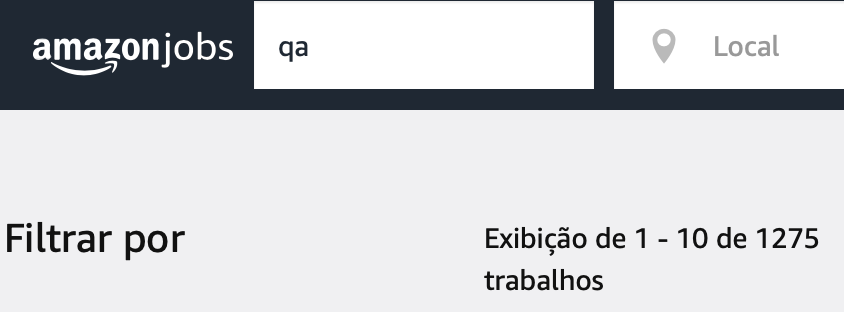 amazonjobs
qa
Local
Filtrar por
Exibição de 1 - 10 de 1275
trabalhos